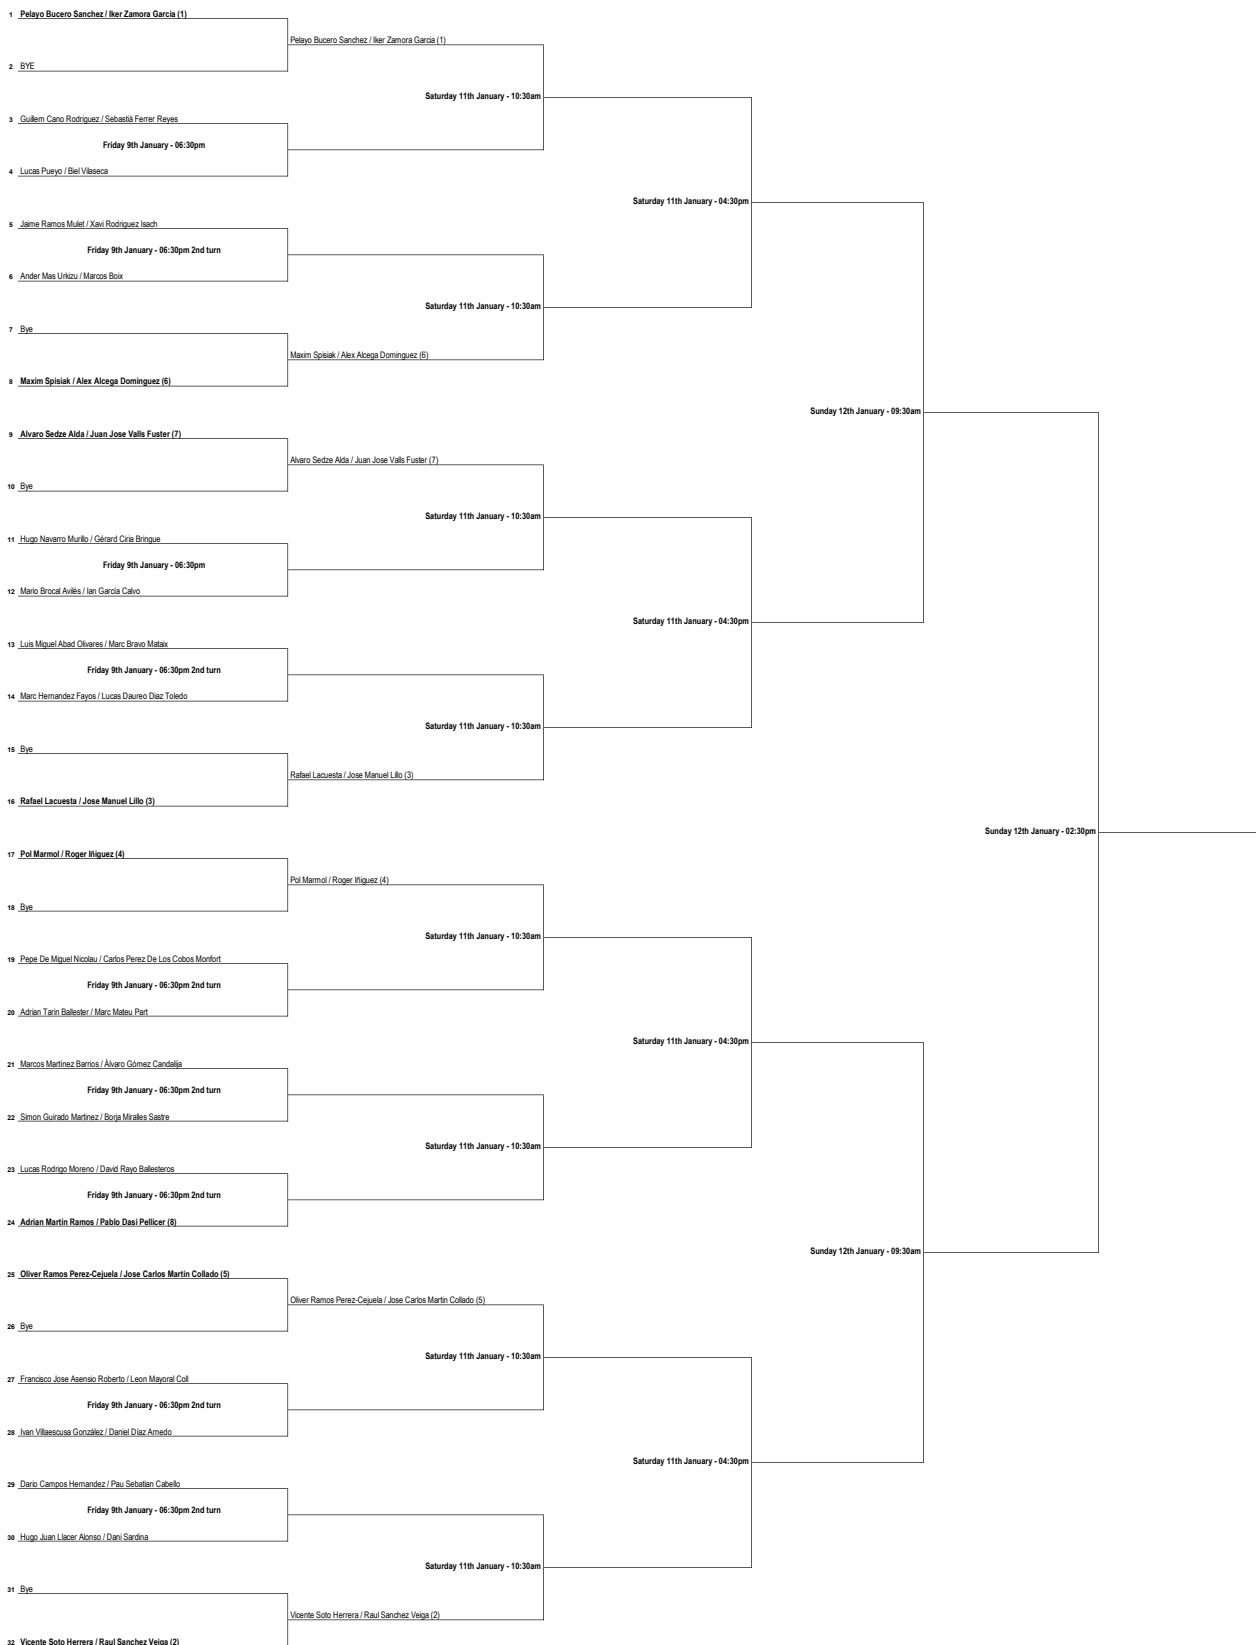 1 Pelayo Bucero Sanchez / Iker Zamora Garcia (1)
Pelayo Bucero Sanchez / Iker Zamora Garcia (1)
2 BYE
Saturday 11th January - 10:30am
3 Guillem Cano Rodriguez / Sebastià Ferrer Reyes
Friday 9th January - 06:30pm
4 Lucas Pueyo / Biel Vilaseca
Saturday 11th January - 04:30pm
5 Jaime Ramos Mulet / Xavi Rodriguez Isach
Friday 9th January - 06:30pm 2nd turn
6 Ander Mas Urkizu / Marcos Boix
Saturday 11th January - 10:30am
7 Bye
Maxim Spisiak / Alex Alcega Dominguez (6)
8 Maxim Spisiak / Alex Alcega Dominguez (6)
Sunday 12th January - 09:30am
9 Alvaro Sedze Alda / Juan Jose Valls Fuster (7)
Alvaro Sedze Alda / Juan Jose Valls Fuster (7)
10 Bye
Saturday 11th January - 10:30am
11 Hugo Navarro Murillo / Gérard Ciria Bringue
Friday 9th January - 06:30pm
12 Mario Brocal Avilés / Ian García Calvo
Saturday 11th January - 04:30pm
13 Luis Miguel Abad Olivares / Marc Bravo Mataix
Friday 9th January - 06:30pm 2nd turn
14 Marc Hernandez Fayos / Lucas Daureo Diaz Toledo
Saturday 11th January - 10:30am
15 Bye
Rafael Lacuesta / Jose Manuel Lillo (3)
16 Rafael Lacuesta / Jose Manuel Lillo (3)
Sunday 12th January - 02:30pm
17 Pol Marmol / Roger Iñiguez (4)
Pol Marmol / Roger Iñiguez (4)
18 Bye
Saturday 11th January - 10:30am
19 Pepe De Miguel Nicolau / Carlos Perez De Los Cobos Monfort
Friday 9th January - 06:30pm 2nd turn
20 Adrian Tarin Ballester / Marc Mateu Part
Saturday 11th January - 04:30pm
21 Marcos Martínez Barrios / Álvaro Gómez Candalija
Friday 9th January - 06:30pm 2nd turn
22 Simon Guirado Martinez / Borja Miralles Sastre
Saturday 11th January - 10:30am
23 Lucas Rodrigo Moreno / David Rayo Ballesteros
Friday 9th January - 06:30pm 2nd turn
24 Adrian Martin Ramos / Pablo Dasí Pellicer (8)
Sunday 12th January - 09:30am
25 Oliver Ramos Perez-Cejuela / Jose Carlos Martin Collado (5)
Oliver Ramos Perez-Cejuela / Jose Carlos Martin Collado (5)
26 Bye
Saturday 11th January - 10:30am
27 Francisco Jose Asensio Roberto / Leon Mayoral Coll
Friday 9th January - 06:30pm 2nd turn
28 Ivan Villaescusa González / Daniel Díaz Arnedo
Saturday 11th January - 04:30pm
29 Dario Campos Hernandez / Pau Sebatian Cabello
Friday 9th January - 06:30pm 2nd turn
30 Hugo Juan Llacer Alonso / Dani Sardina
Saturday 11th January - 10:30am
31 Bye
Vicente Soto Herrera / Raul Sanchez Veiga (2)
32 Vicente Soto Herrera / Raul Sanchez Veiga (2)